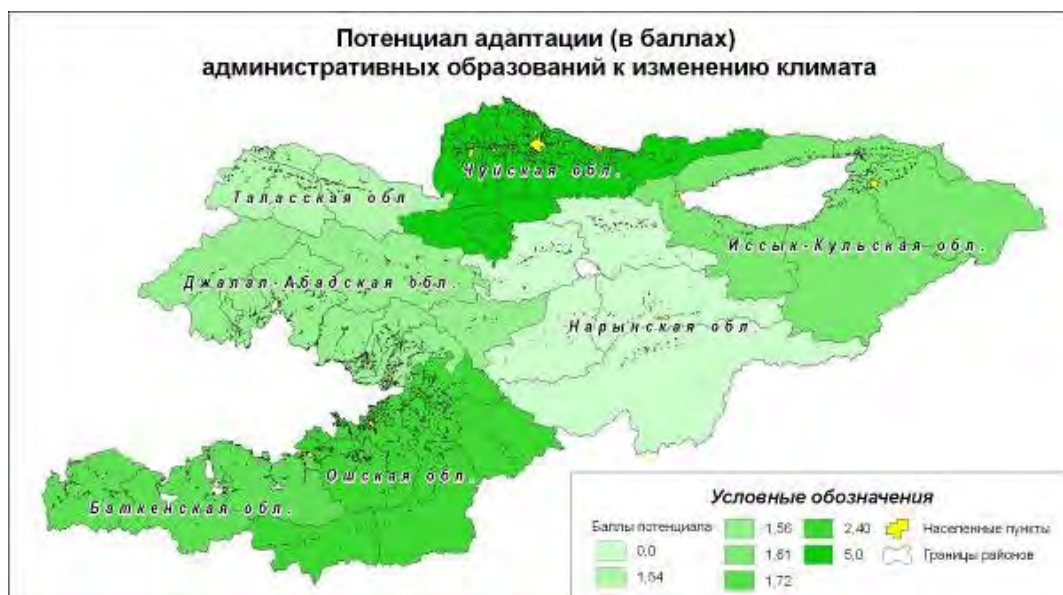 Потенциал адаптации (в баллах)
административных образований к изменению климата
Чуйская обл.
Таласская обл
Иссык-Кульская обл.
Джалал-Абадская обл.
Нарынская обл
Ошская обл.
Баткенская обл.
Условные обозначения
Баллы потенциала
0,0
1,54
1,56
1,61
1,72
2,40
5,0
Населенные пункты
Границы районов